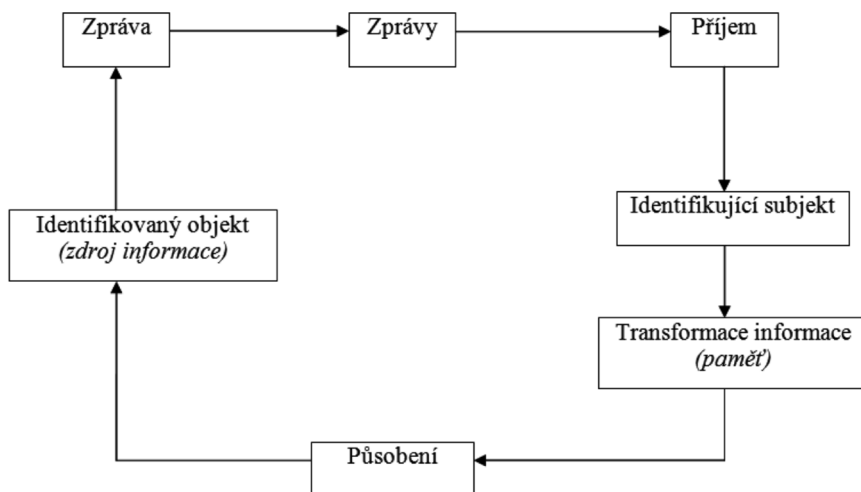 Zpráva
Zprávy
Příjem
Identifikovaný objekt
(zdroj informace)
Identifikující subjekt
Transformace informace
(paměť)
Působení